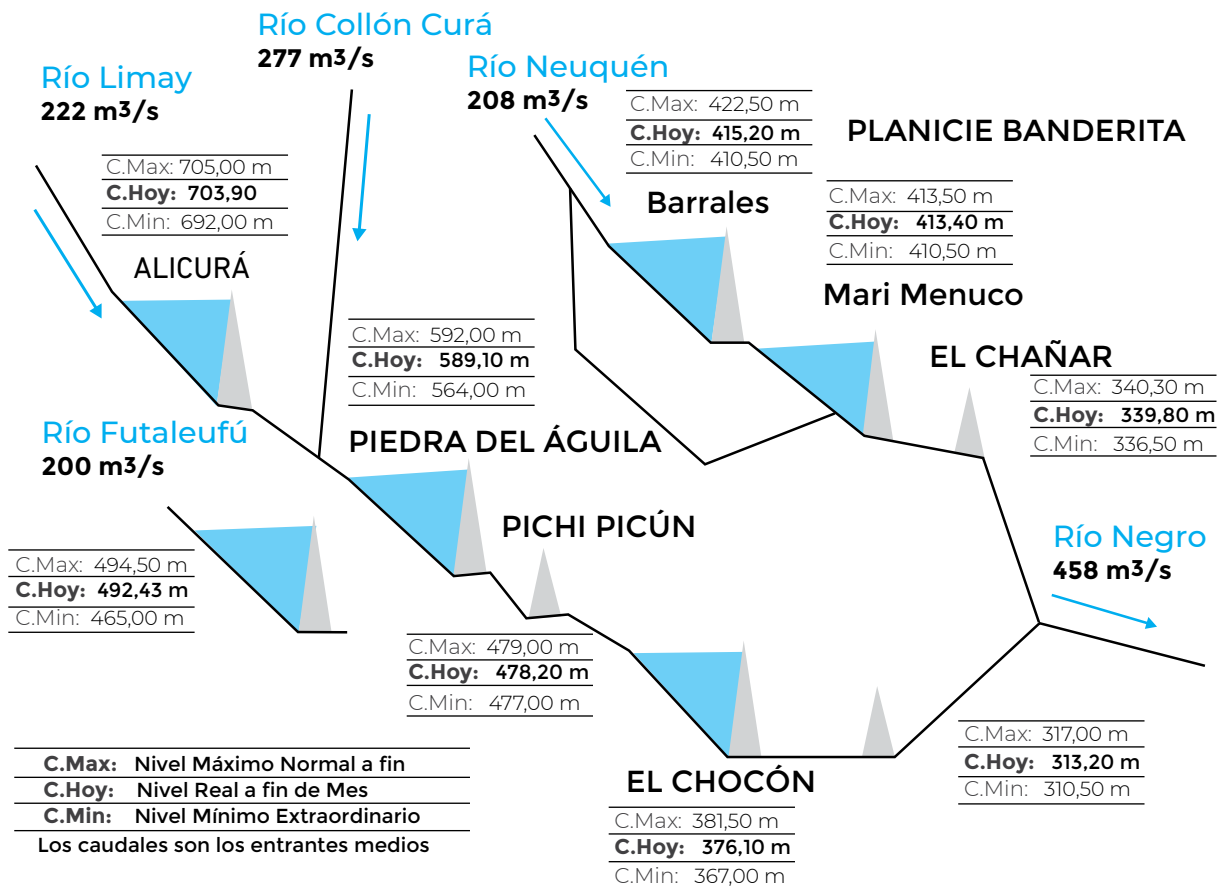 Río Limay
222 m3/s
Río Collón Curá
277 m3/s
Río Neuquén
208 m3/s
C.Max: 422,50 m
C.Hoy: 415,20 m
C.Min: 410,50 m
PLANICIE BANDERITA
C.Max: 705,00 m
C.Hoy: 703,90
C.Min: 692,00 m
ALICURÁ
Barrales
C.Max: 413,50 m
C.Hoy: 413,40 m
C.Min: 410,50 m
Mari Menuco
C.Max: 592,00 m
C.Hoy: 589,10 m
C.Min: 564,00 m
PIEDRA DEL ÁGUILA
EL CHAÑAR
C.Max: 340,30 m
C.Hoy: 339,80 m
C.Min: 336,50 m
Río Futaleufú
200 m3/s
C.Max: 494,50 m
C.Hoy: 492,43 m
C.Min: 465,00 m
PICHI PICÚN
C.Max: 479,00 m
C.Hoy: 478,20 m
C.Min: 477,00 m
Río Negro
458 m3/s
C.Max: 317,00 m
C.Hoy: 313,20 m
C.Min: 310,50 m
EL CHOCÓN
C.Max: 381,50 m
C.Hoy: 376,10 m
C.Min: 367,00 m
C.Max: Nivel Máximo Normal a fin
C.Hoy: Nivel Real a fin de Mes
C.Min: Nivel Mínimo Extraordinario
Los caudales son los entrantes medios